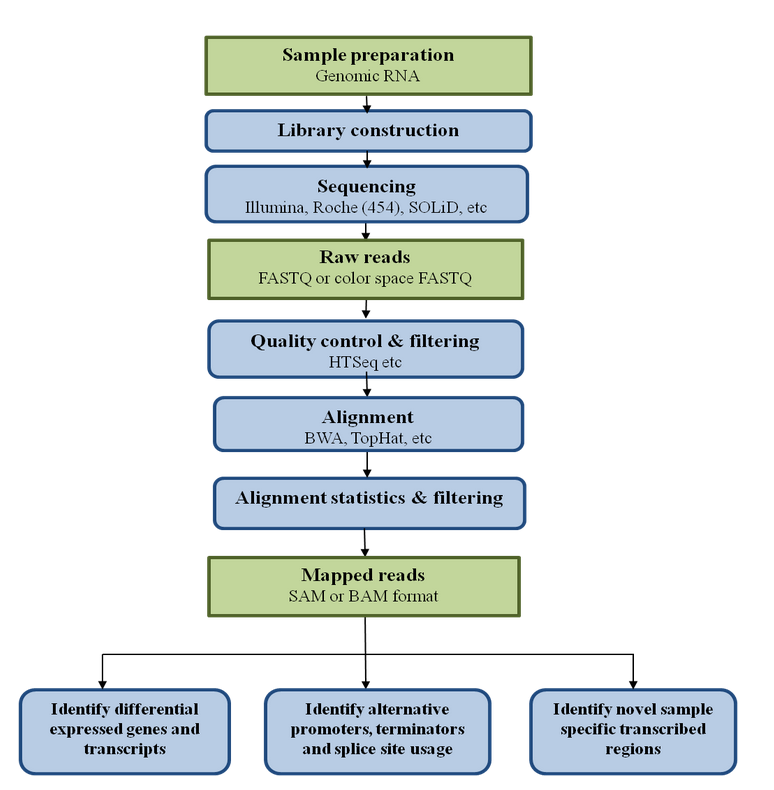 Sample preparation
Genomic RNA
Library construction
Sequencing
Illumina, Roche (454), SOLiD, etc
Raw reads
FASTQ or color space FASTQ
Quality control & filtering
HTSeq etc
Alignment
BWA, TopHat, etc
Alignment statistics & filtering
Mapped reads
SAM or BAM format
Identify differential
expressed genes and
transcripts
Identify alternative
promoters, terminators
and splice site usage
Identify novel sample
specific transcribed
regions